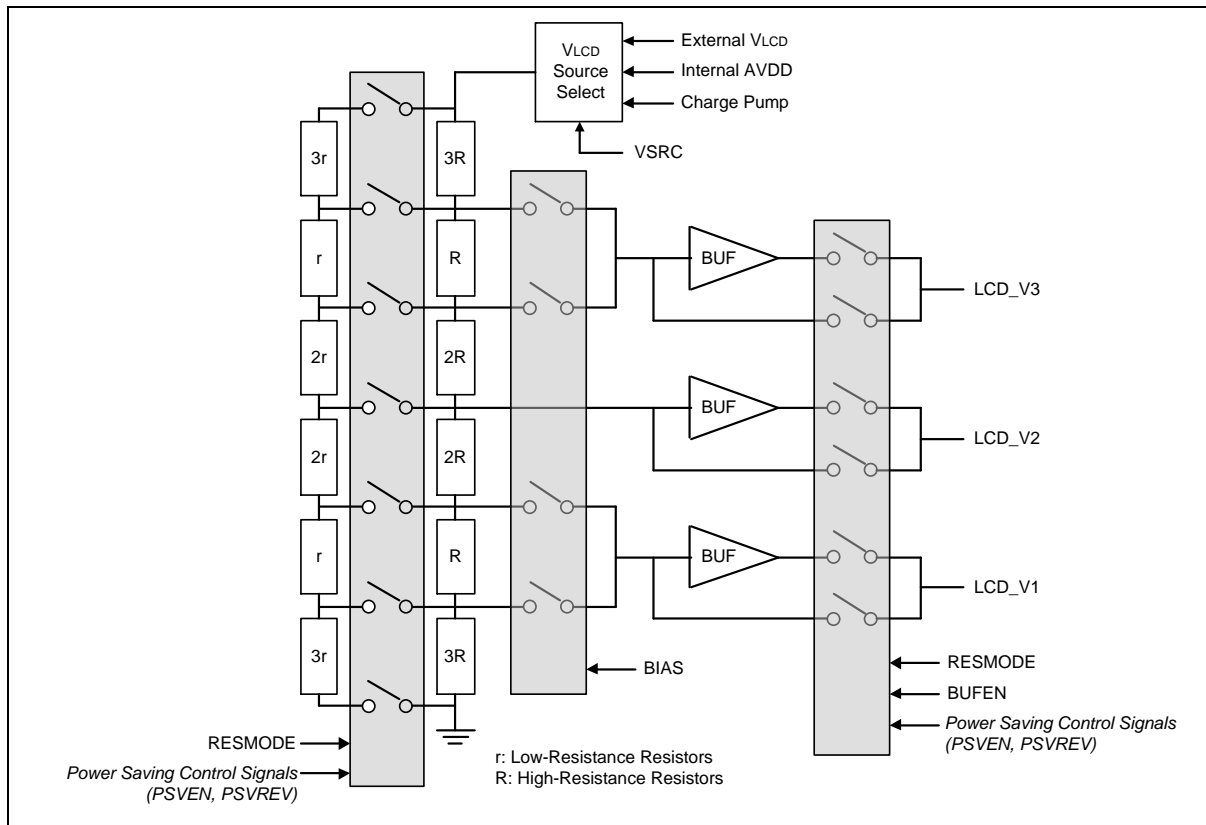 VLCD
Source
Select
External VLCD
Internal AVDD
Charge Pump
VSRC
3r
3R
r
R
2r
2R
2r
2R
r
R
3r
3R
BUF
BUF
BUF
LCD_V3
LCD_V2
LCD_V1
BIAS
RESMODE
BUFEN
Power Saving Control Signals
(PSVEN, PSVREV)
RESMODE
Power Saving Control Signals
(PSVEN, PSVREV)
r: Low-Resistance Resistors
R: High-Resistance Resistors